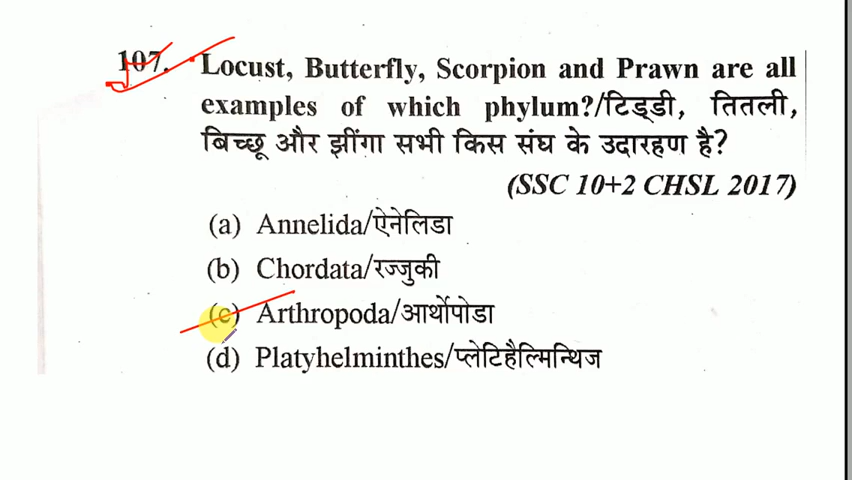 107. Locust, Butterfly, Scorpion and Prawn are all
examples of which phylum?/टिड्डी, तितली,
बिच्छू और झींगा सभी किस संघ के उदारहण है?
(SSC 10+2 CHSL 2017)
(a) Annelida/ऐनेलिडा
(b) Chordata/रज्जुकी
(c) Arthropoda/आर्थोपोडा
(d) Platyhelminthes/प्लेटिहैल्मिन्थिज